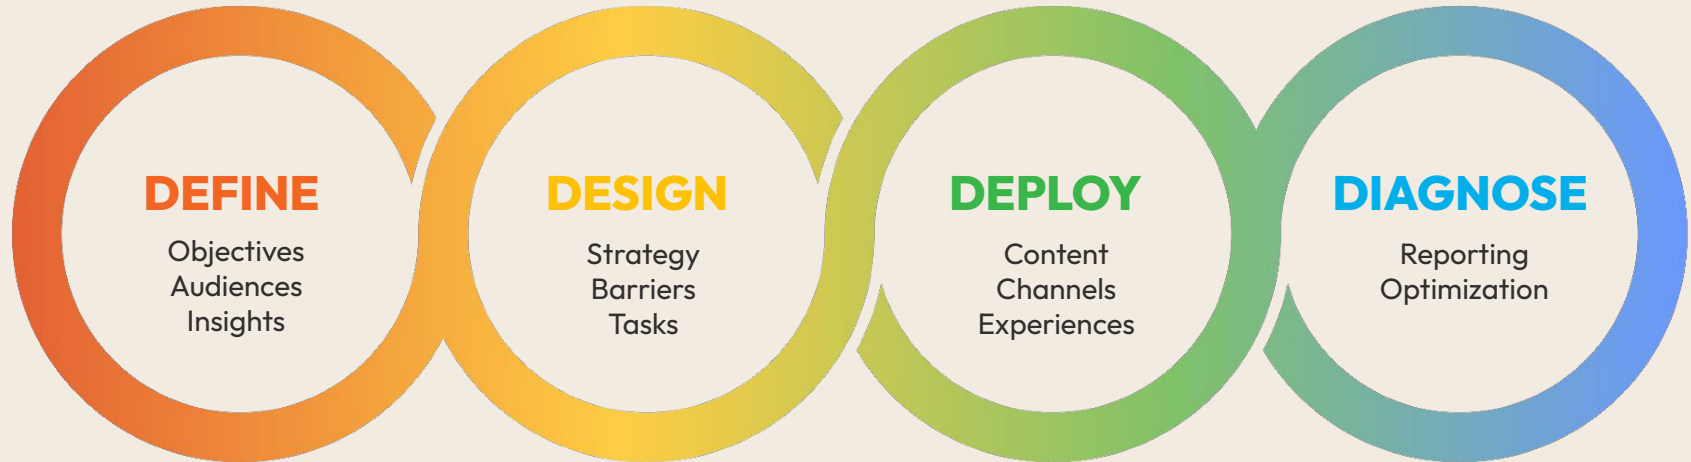 DEFINE
Objectives
Audiences
Insights
DESIGN
Strategy
Barriers
Tasks
DEPLOY
Content
Channels
Experiences
DIAGNOSE
Reporting
Optimization